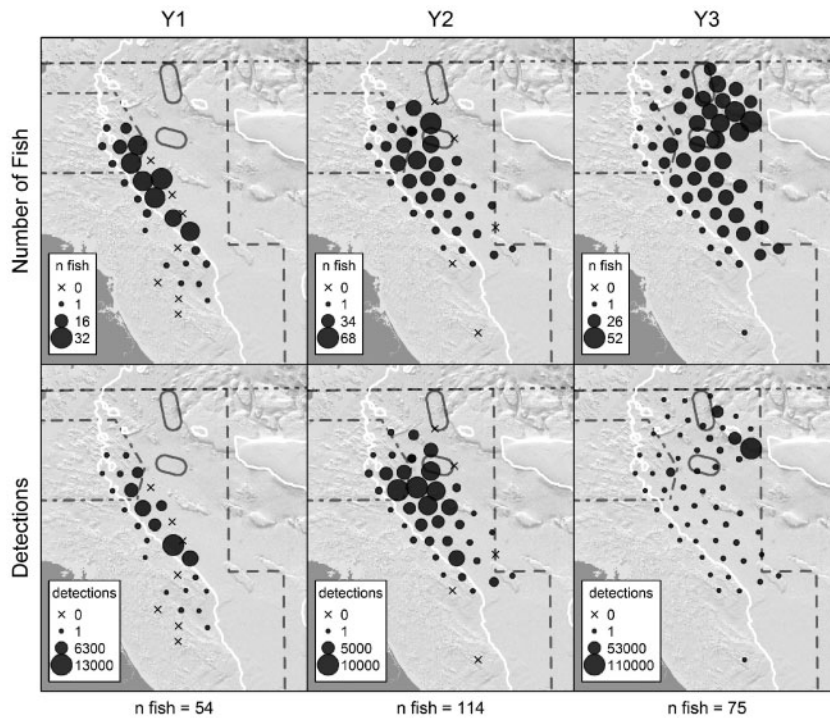 Y1 Y2 Y3
Number of Fish
n fish
× 0
1
16
32
n fish
× 0
1
34
68
n fish
× 0
1
26
52
Detections
detections
× 0
1
6300
13000
detections
× 0
1
5000
10000
detections
× 0
1
53000
110000
n fish = 54 n fish = 114 n fish = 75